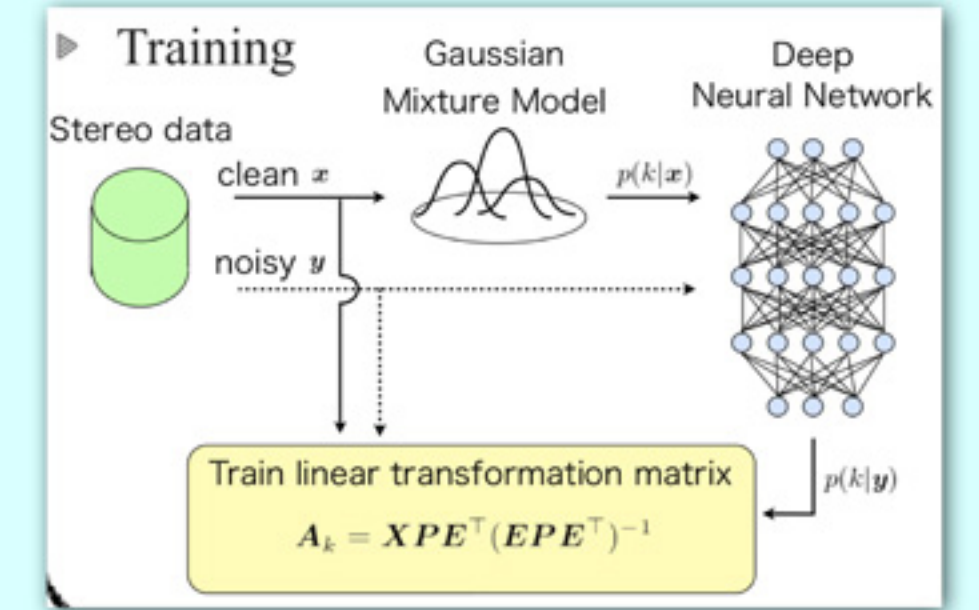 Training
Gaussian
Mixture Model
Deep
Neural Network
Stereo data
clean x
p(k|x)
noisy y
Train linear transformation matrix
A_k = XPE^⊤(EPE^⊤)^{-1}
p(k|y)